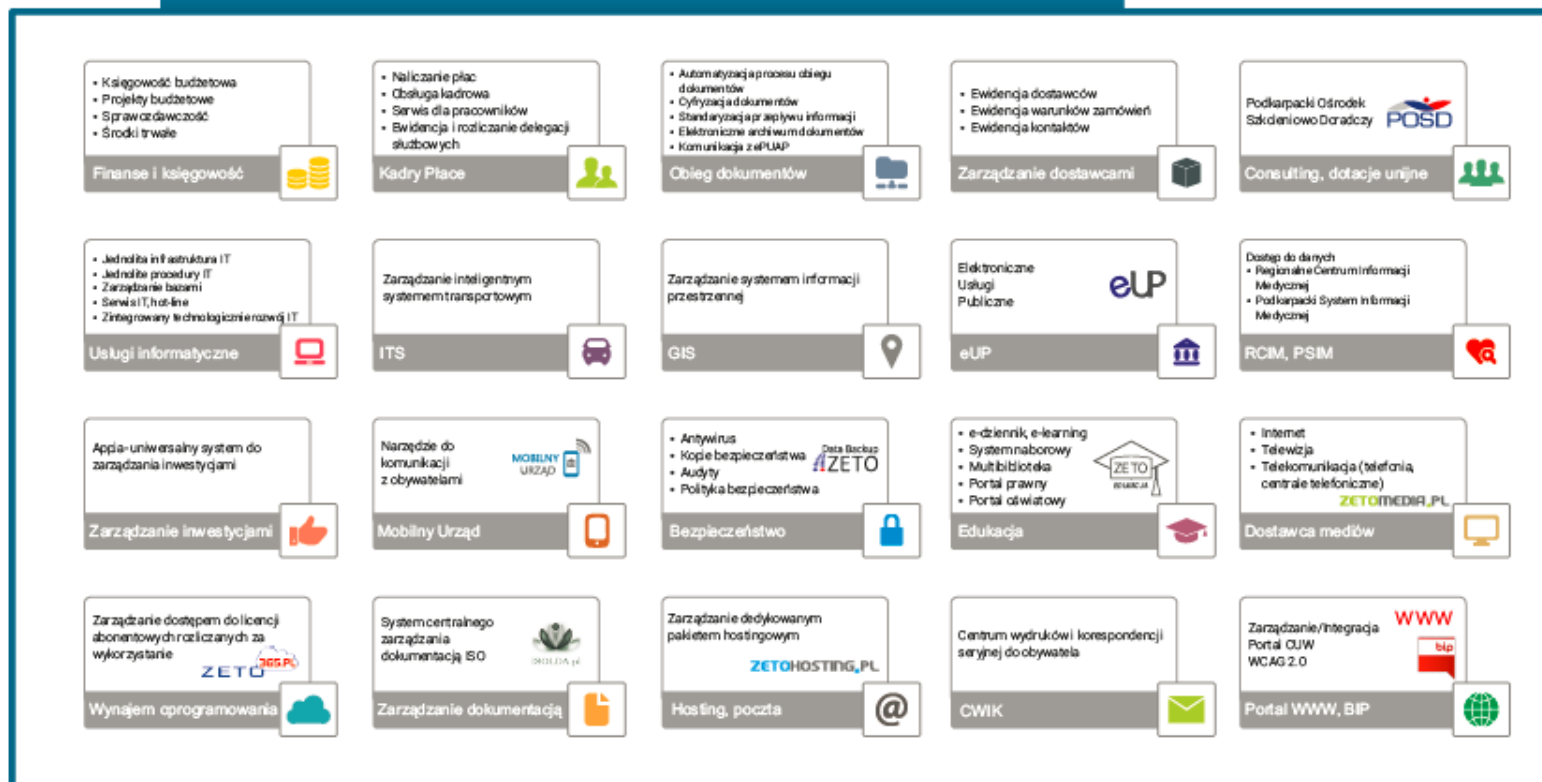 ▪ Księgowość budżetowa
▪ Projekty budżetowe
▪ Sprawozdawczość
▪ Środki trwałe
Finanse i księgowość
▪ Naliczanie płac
▪ Obsługa kadrowa
▪ Serwis dla pracowników
▪ Ewidencja i rozliczanie delegacji
służbowych
Kadry Płace
▪ Automatyzacja procesu obiegu
dokumentów
▪ Cyfryzacja dokumentów
▪ Standaryzacja przepływu informacji
▪ Elektroniczne archiwum dokumentów
▪ Komunikacja z ePUAP
Obieg dokumentów
▪ Ewidencja dostawców
▪ Ewidencja warunków zamówień
▪ Ewidencja kontaktów
Zarządzanie dostawcami
Podkarpacki Ośrodek
Szkoleniowo Doradczy
POSD
Consulting, dotacje unijne
▪ Jednolita infrastruktura IT
▪ Jednolite procedury IT
▪ Zarządzanie bazami
▪ Serwis IT, hot-line
▪ Zintegrowany technologicznie rozwój IT
Usługi informatyczne
Zarządzanie inteligentnym
systemem transportowym
ITS
Zarządzanie systemem informacji
przestrzennej
GIS
Elektroniczne
Usługi
Publiczne
eUP
eUP
Dostęp do danych
▪ Regionalne Centrum Informacji
Medycznej
▪ Podkarpacki System Informacji
Medycznej
RCIM, PSIM
Appia- uniwersalny system do
zarządzania inwestycjami
Zarządzanie inwestycjami
Narzędzie do
komunikacji
z obywatelami
MOBILNY
URZĄD
Mobilny Urząd
▪ Antywirus
▪ Kopie bezpieczeństwa
▪ Audyty
▪ Polityka bezpieczeństwa
Data Backup
ZETO
Bezpieczeństwo
▪ e-dziennik, e-learning
▪ System naborowy
▪ Multibiblioteka
▪ Portal prawny
▪ Portal oświatowy
ZETO
EDUKACJA
Edukacja
▪ Internet
▪ Telewizja
▪ Telekomunikacja (telefonia,
centrale telefoniczne)
ZETOMEDIA.PL
Dostawca mediów
Zarządzanie dostępem do licencji
abonentowych rozliczanych za
wykorzystanie
ZETO 365.PL
Wynajem oprogramowania
System centralnego
zarządzania
dokumentacją ISO
Zarządzanie dokumentacją
Zarządzanie dedykowanym
pakietem hostingowym
ZETOHOSTING.PL
Hosting, poczta
@
Centrum wydruków i korespondencji
seryjnej do obywatela
CWIK
Zarządzanie/Integracja
Portal CUW
WCAG 2.0
WWW
bip
Portal WWW, BIP